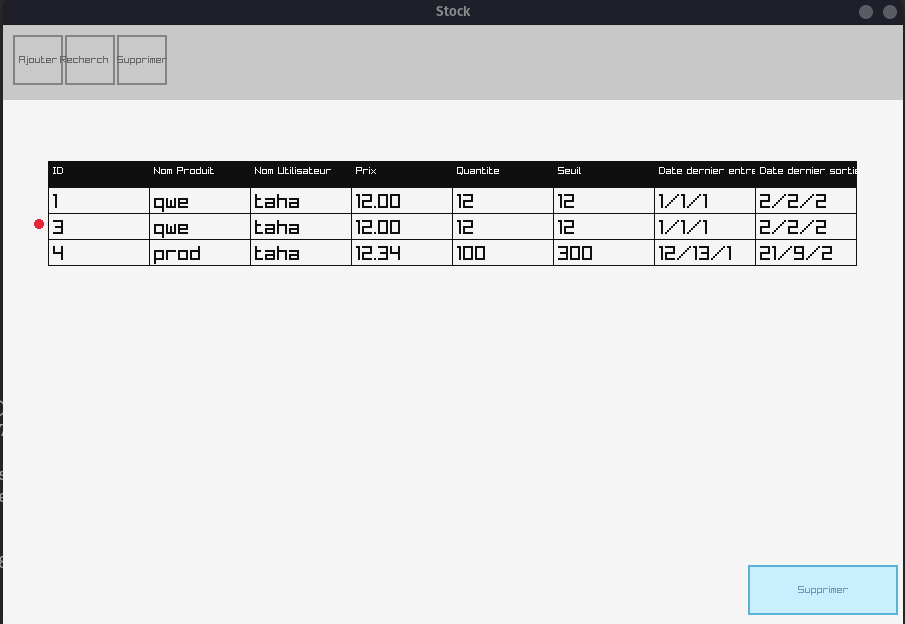 Stock
Ajouter Recherch Supprimer
ID Nom Produit Nom Utilisateur Prix Quantite Seuil Date dernier entre Date dernier sortie
1 qwe taha 12.00 12 12 1/1/1 2/2/2
3 qwe taha 12.00 12 12 1/1/1 2/2/2
4 prod taha 12.34 100 300 12/13/1 21/9/2
Supprimer